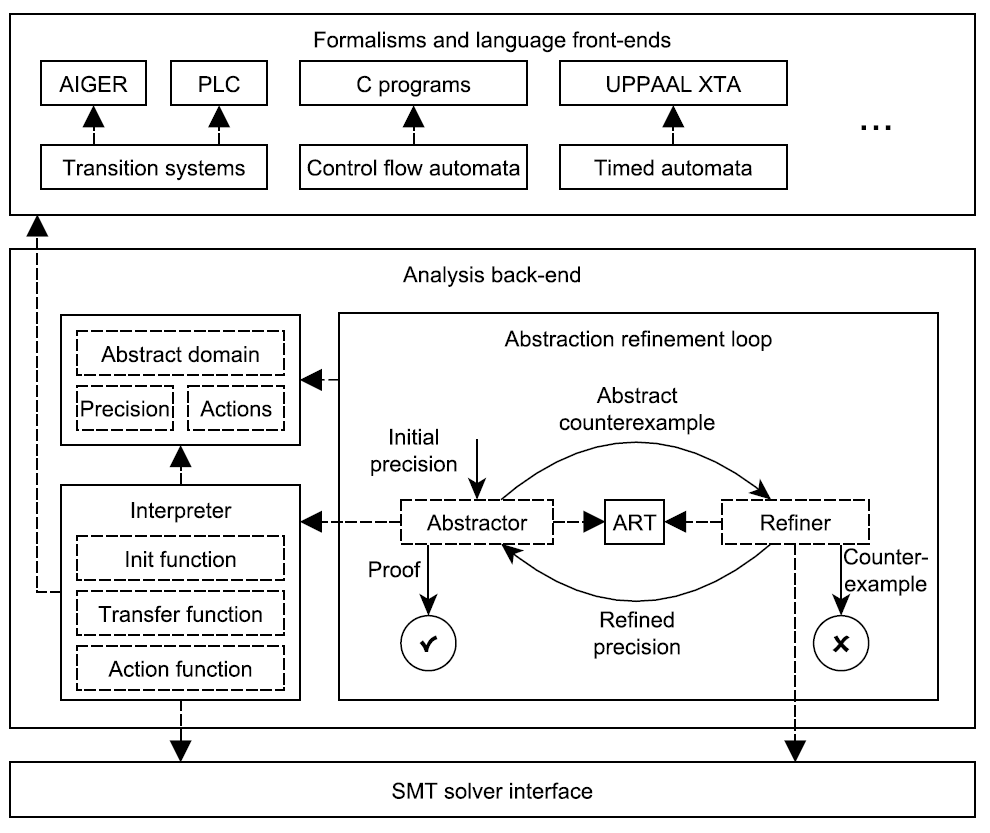 Formalisms and language front-ends
AIGER
PLC
C programs
UPPAAL XTA
...
Transition systems
Control flow automata
Timed automata
Analysis back-end
Abstract domain
Precision
Actions
Interpreter
Init function
Transfer function
Action function
Abstraction refinement loop
Abstract
counterexample
Initial
precision
Abstractor
ART
Refiner
Proof
Counter-
example
Refined
precision
SMT solver interface